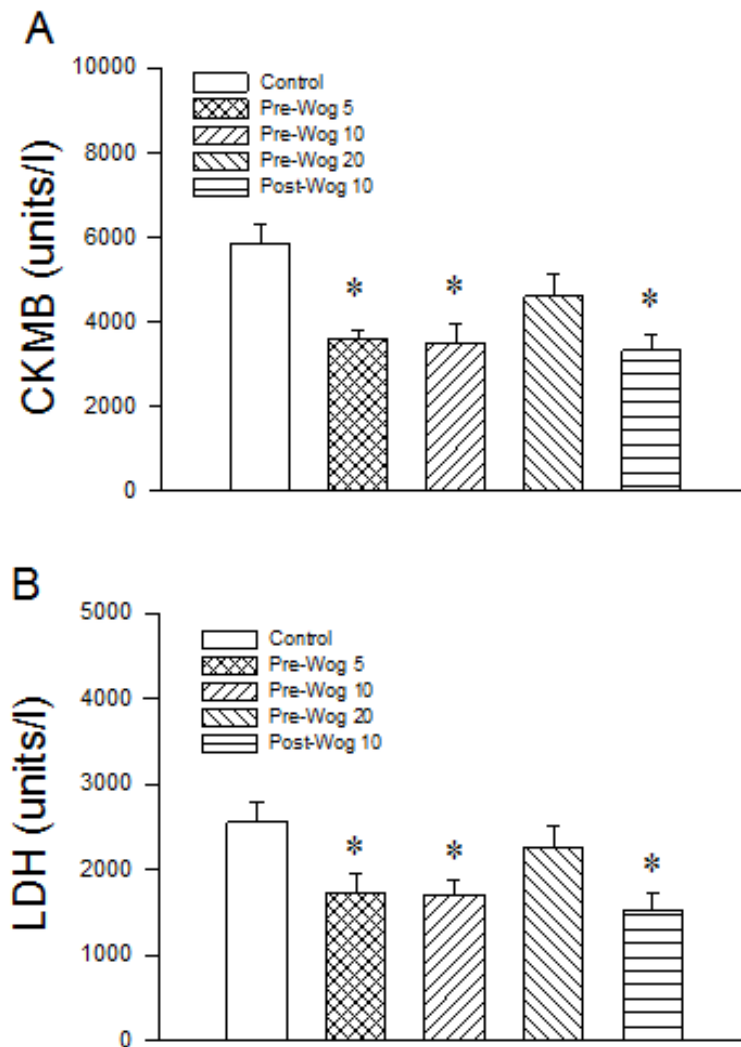 A
10000
8000
6000
4000
2000
0
CKMB (units/l)
Control
Pre-Wog 5
Pre-Wog 10
Pre-Wog 20
Post-Wog 10
*
*
*
B
5000
4000
3000
2000
1000
0
LDH (units/l)
Control
Pre-Wog 5
Pre-Wog 10
Pre-Wog 20
Post-Wog 10
*
*
*